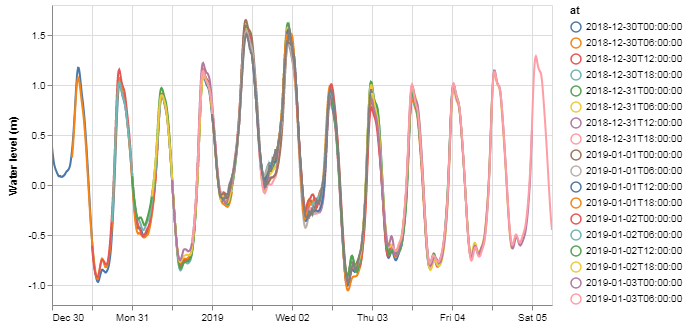 at
2018-12-30T00:00:00
2018-12-30T06:00:00
2018-12-30T12:00:00
2018-12-30T18:00:00
2018-12-31T00:00:00
2018-12-31T06:00:00
2018-12-31T12:00:00
2018-12-31T18:00:00
2019-01-01T00:00:00
2019-01-01T06:00:00
2019-01-01T12:00:00
2019-01-01T18:00:00
2019-01-02T00:00:00
2019-01-02T06:00:00
2019-01-02T12:00:00
2019-01-02T18:00:00
2019-01-03T00:00:00
2019-01-03T06:00:00
Water level (m)
1.5
1.0
0.5
0.0
-0.5
-1.0
Dec 30 Mon 31 2019 Wed 02 Thu 03 Fri 04 Sat 05